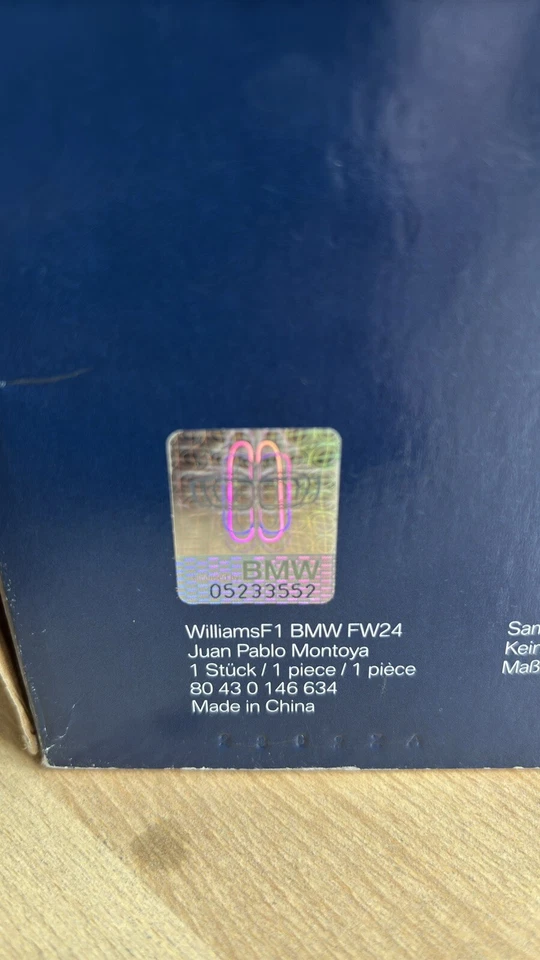 BMW
05233552
WilliamsF1 BMW FW24
Juan Pablo Montoya
1 Stück / 1 piece / 1 pièce
80 43 0 146 634
Made in China